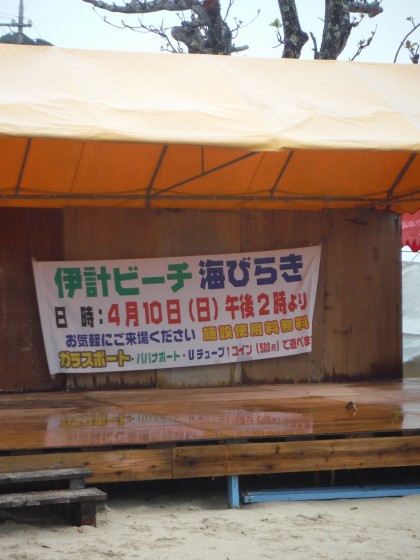 伊計ビーチ 海びらき
日 時:4月10日(日)午後2時より
お気軽にご来場ください 施設使用料無料
ガラスボート・バナナボート・Uチューブ1コイン(500円)で遊べま